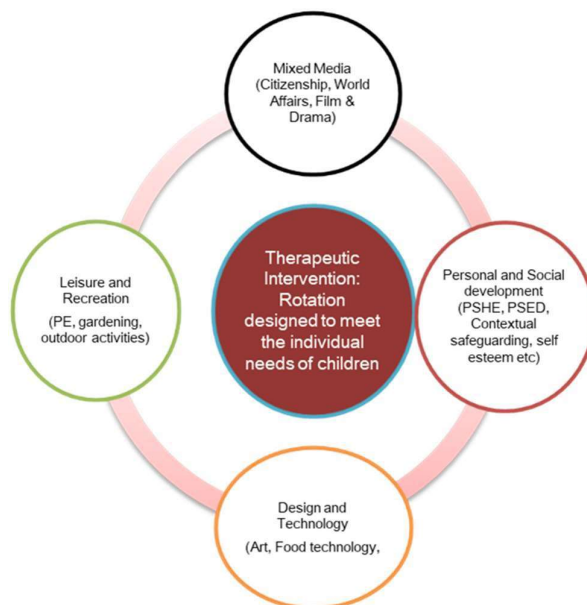 Mixed Media
(Citizenship, World
Affairs, Film &
Drama)
Therapeutic
Intervention:
Rotation
designed to meet
the individual
needs of children
Leisure and
Recreation
(PE, gardening,
outdoor activities)
Personal and Social
development
(PSHE, PSED,
Contextual
safeguarding, self
esteem etc)
Design and
Technology
(Art, Food technology,